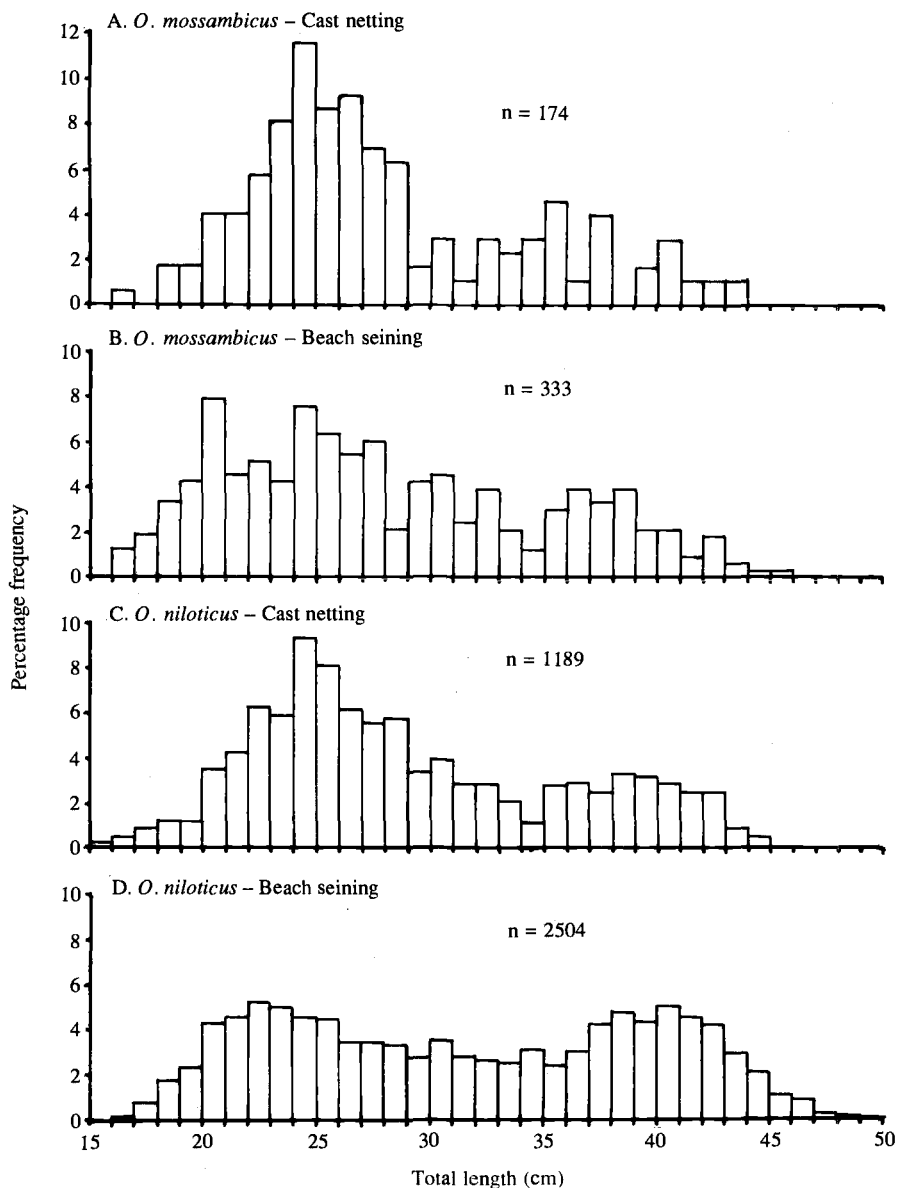 A. O. mossambicus – Cast netting
12
10
8
6
4
2
0
n = 174
B. O. mossambicus – Beach seining
10
8
6
4
2
0
n = 333
Percentage frequency
C. O. niloticus – Cast netting
10
8
6
4
2
0
n = 1189
D. O. niloticus – Beach seining
10
8
6
4
2
0
n = 2504
15 20 25 30 35 40 45 50
Total length (cm)